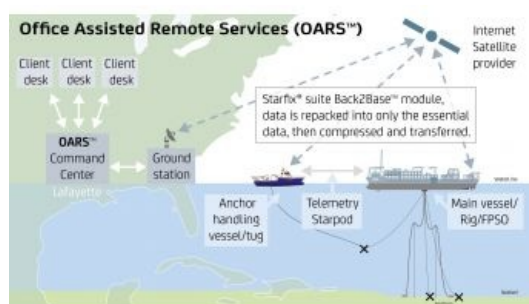 Office Assisted Remote Services (OARS™)
Internet
Satellite
provider
Client
desk
Client
desk
Client
desk
Starfix® suite Back2Base™ module,
data is repacked into only the essential
data, then compressed and transferred.
OARS™
Command
Center
Ground
station
Lafayette
Anchor
handling
vessel/tug
Telemetry
Starpod
Main vessel/
Rig/FPSO